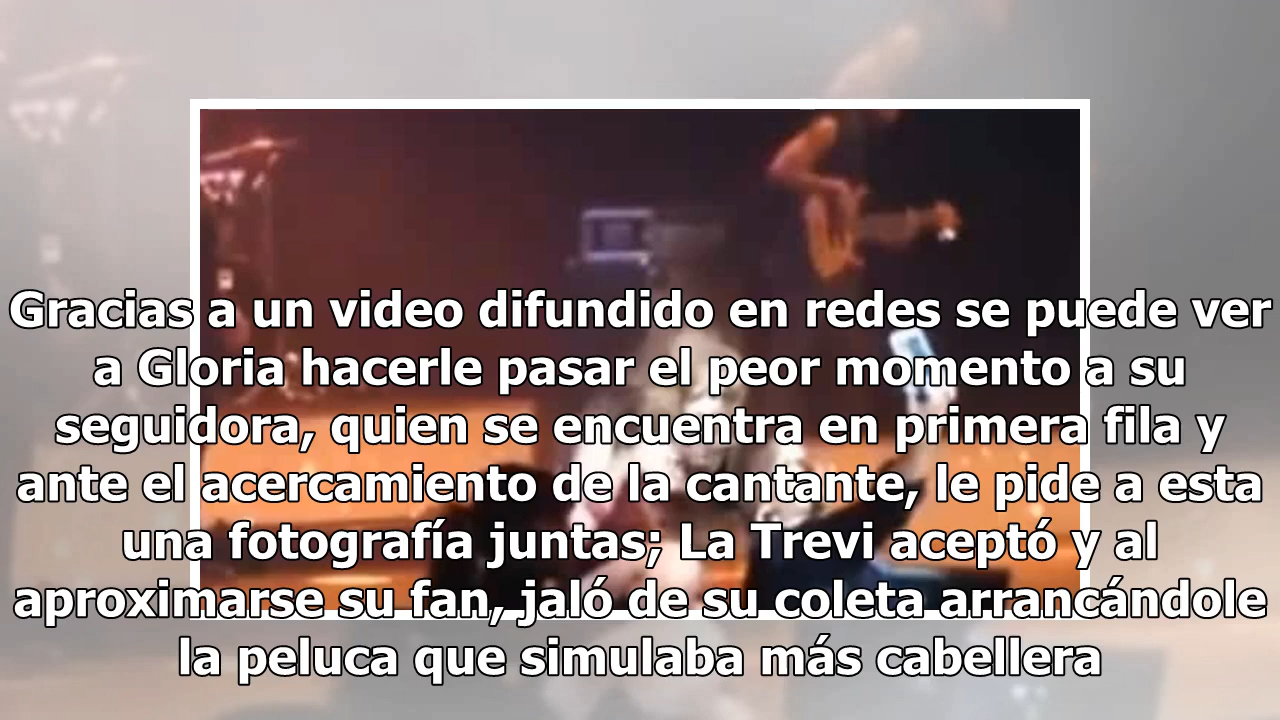 Gracias a un video difundido en redes se puede ver
a Gloria hacerle pasar el peor momento a su
seguidora, quien se encuentra en primera fila y
ante el acercamiento de la cantante, le pide a esta
una fotografía juntas; La Trevi aceptó y al
aproximarse su fan, jaló de su coleta arrancándole
la peluca que simulaba más cabellera